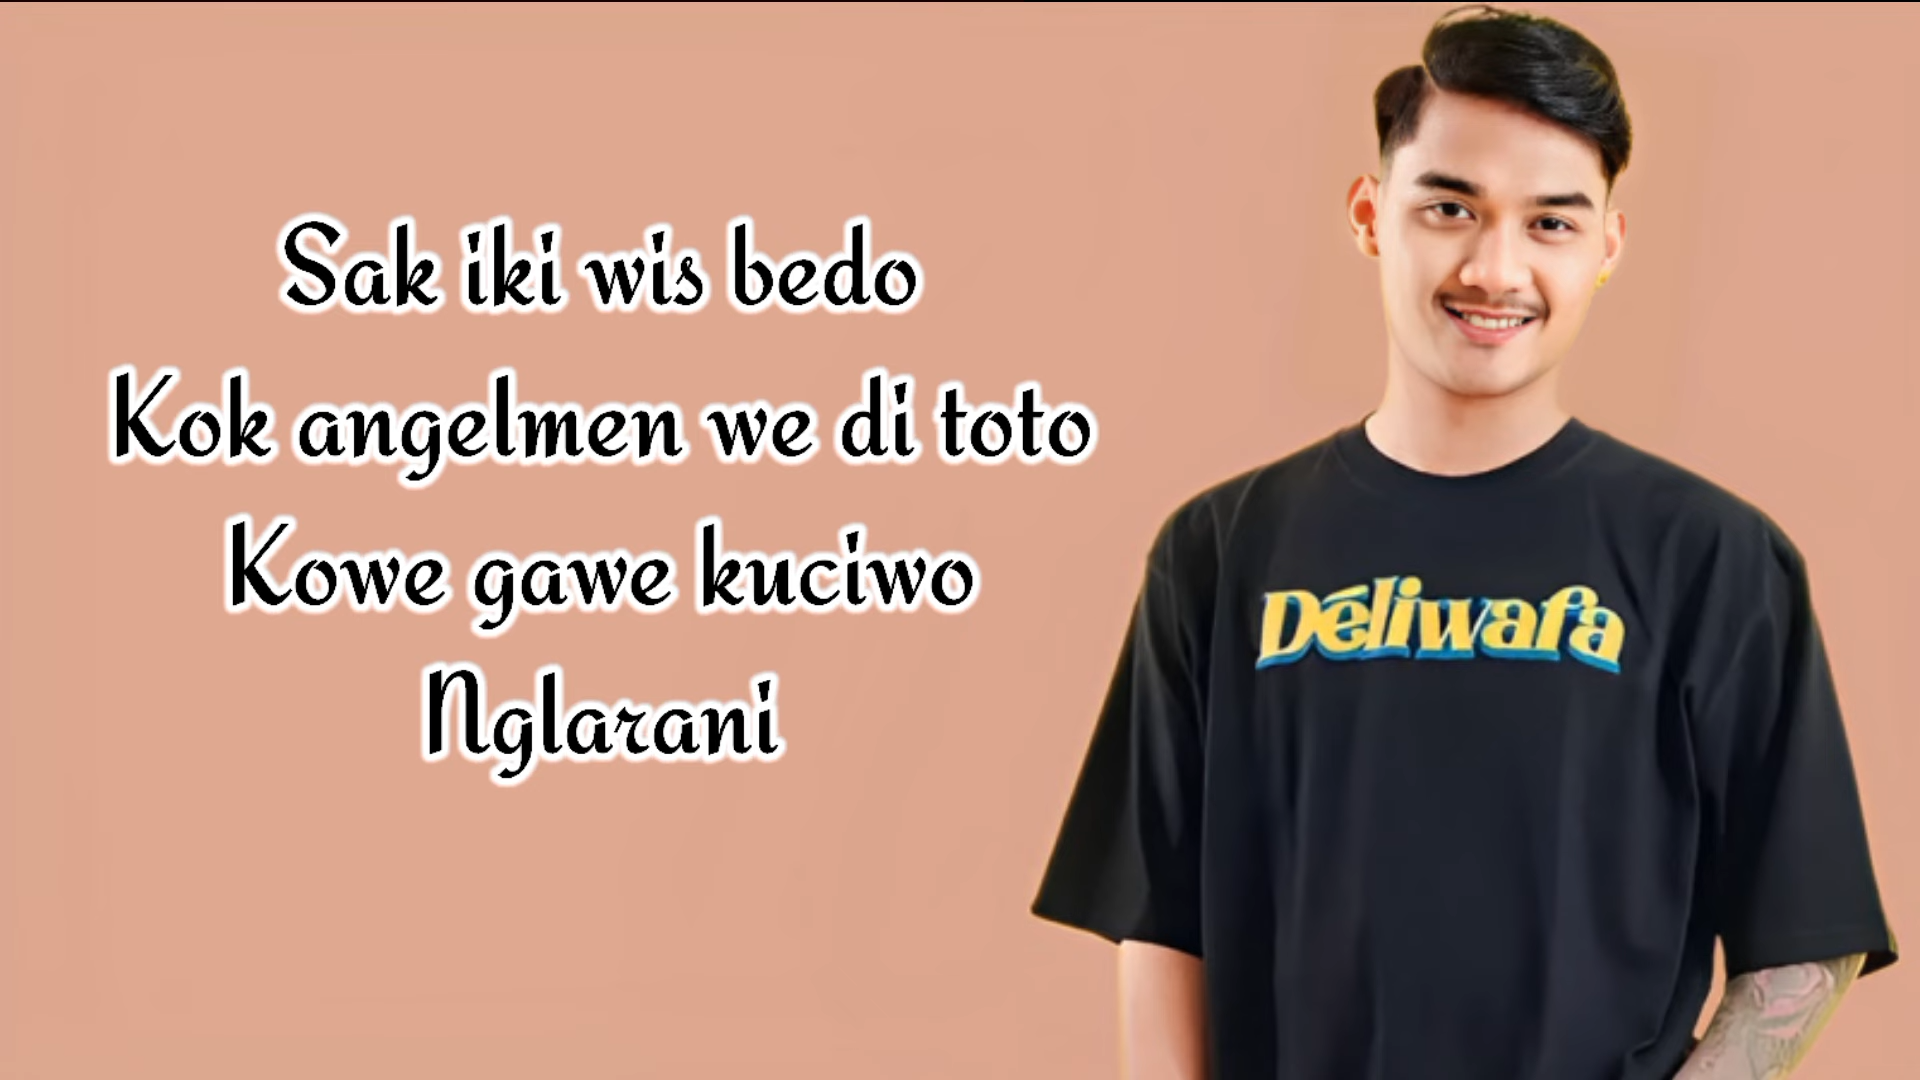 Sak iki wis bedo
Kok angelmen we di toto
Kowe gawe kuciwo
Nglarani
Déliwafa